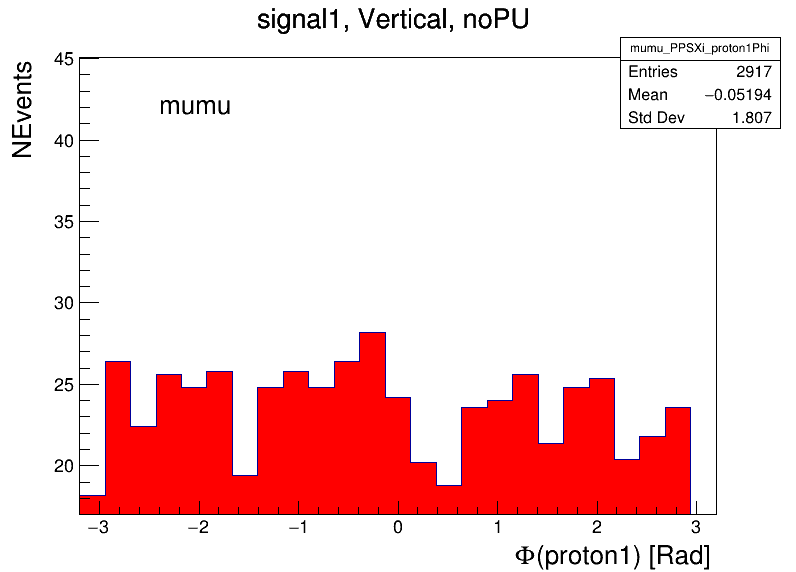 signal1, Vertical, noPU
mumu_PPSXi_proton1Phi
Entries 2917
Mean −0.05194
Std Dev 1.807
NEvents
mumu
45
40
35
30
25
20
−3 −2 −1 0 1 2 3
Φ(proton1) [Rad]